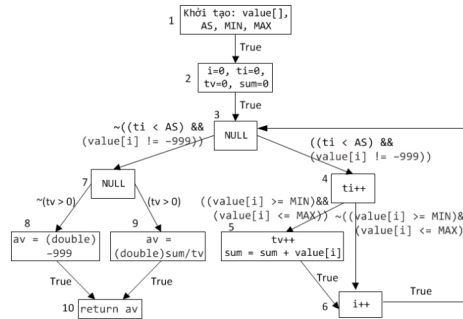 1
Khởi tạo: value[],
AS, MIN, MAX
True
2
i=0, ti=0,
tv=0, sum=0
True
3
NULL
~((ti < AS) &&
(value[i] != -999))
((ti < AS) &&
(value[i] != -999))
7
NULL
4
ti++
~(tv > 0)
(tv > 0)
((value[i] >= MIN)&&
(value[i] <= MAX))
~((value[i] >= MIN)&
(value[i] <= MAX)
8
av = (double)
-999
9
av =
(double)sum/tv
5
tv++
sum = sum + value[i]
True
True
True
True
10
return av
6
i++